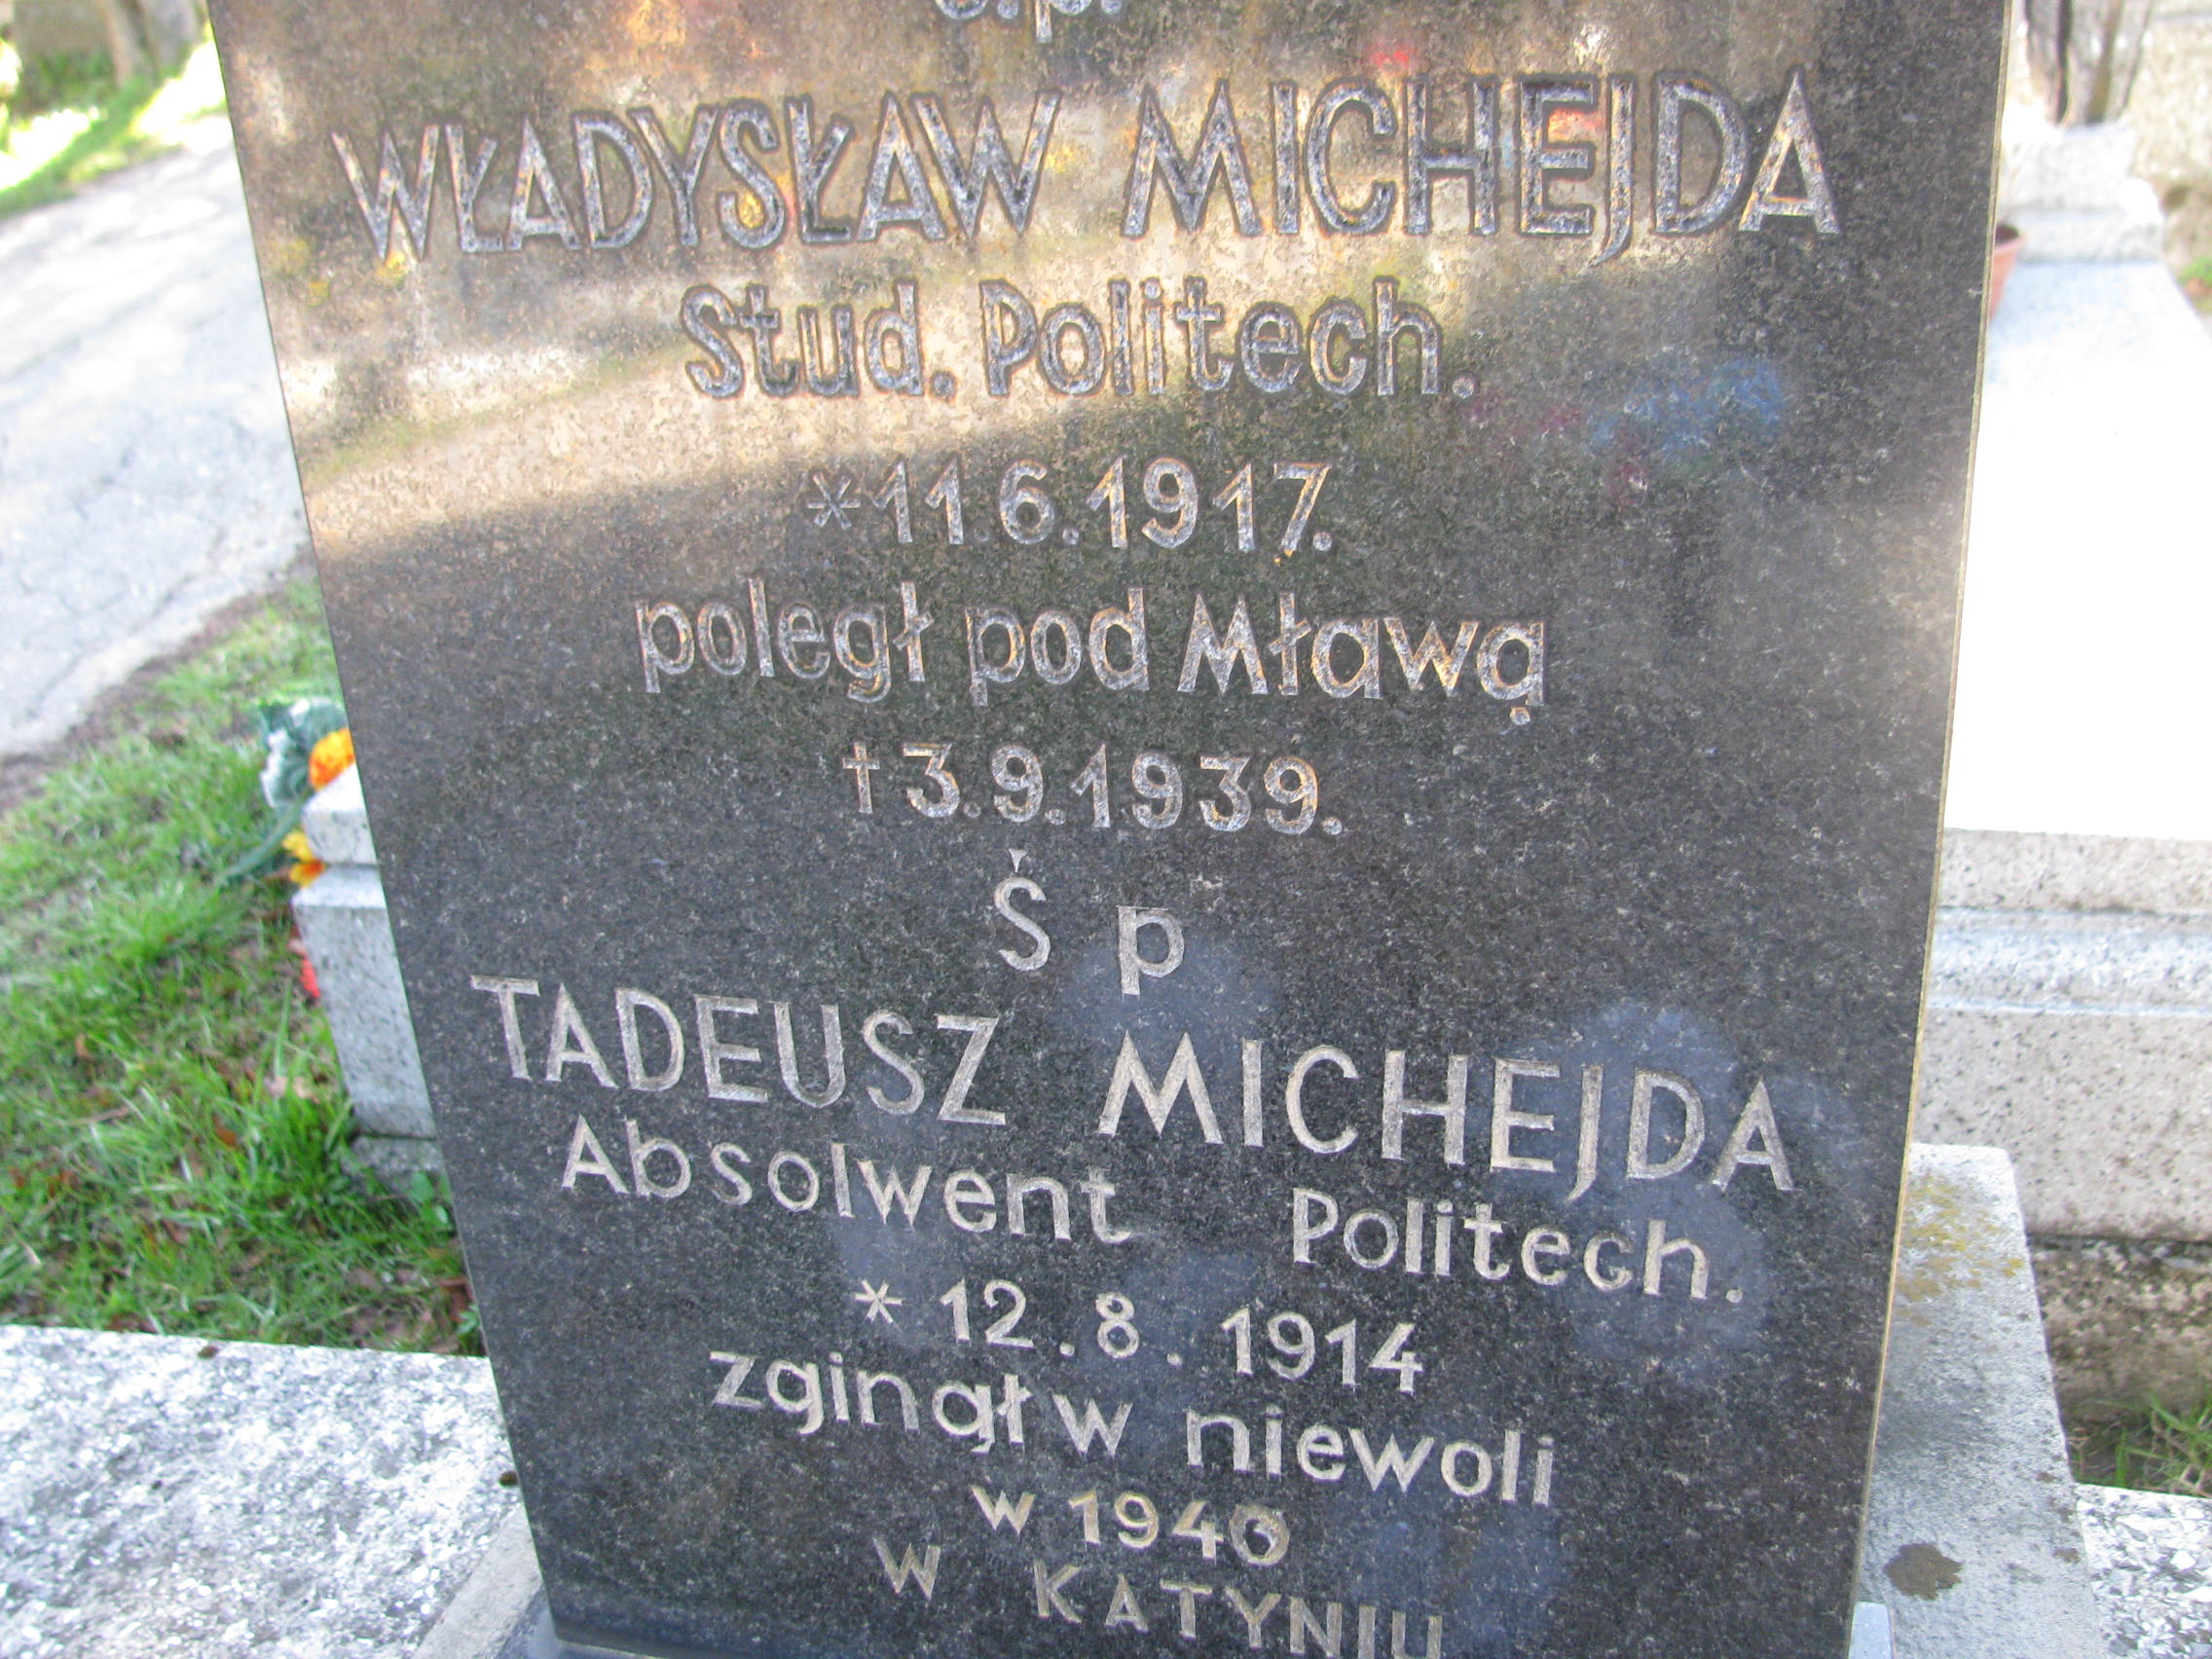 Ś.p.
WŁADYSŁAW MICHEJDA
Stud. Politech.
*11.6.1917.
poległ pod Mławą
†3.9.1939.
Ś p
TADEUSZ MICHEJDA
Absolwent Politech.
* 12.8.1914
zginął w niewoli
w 1940
W KATYNIU